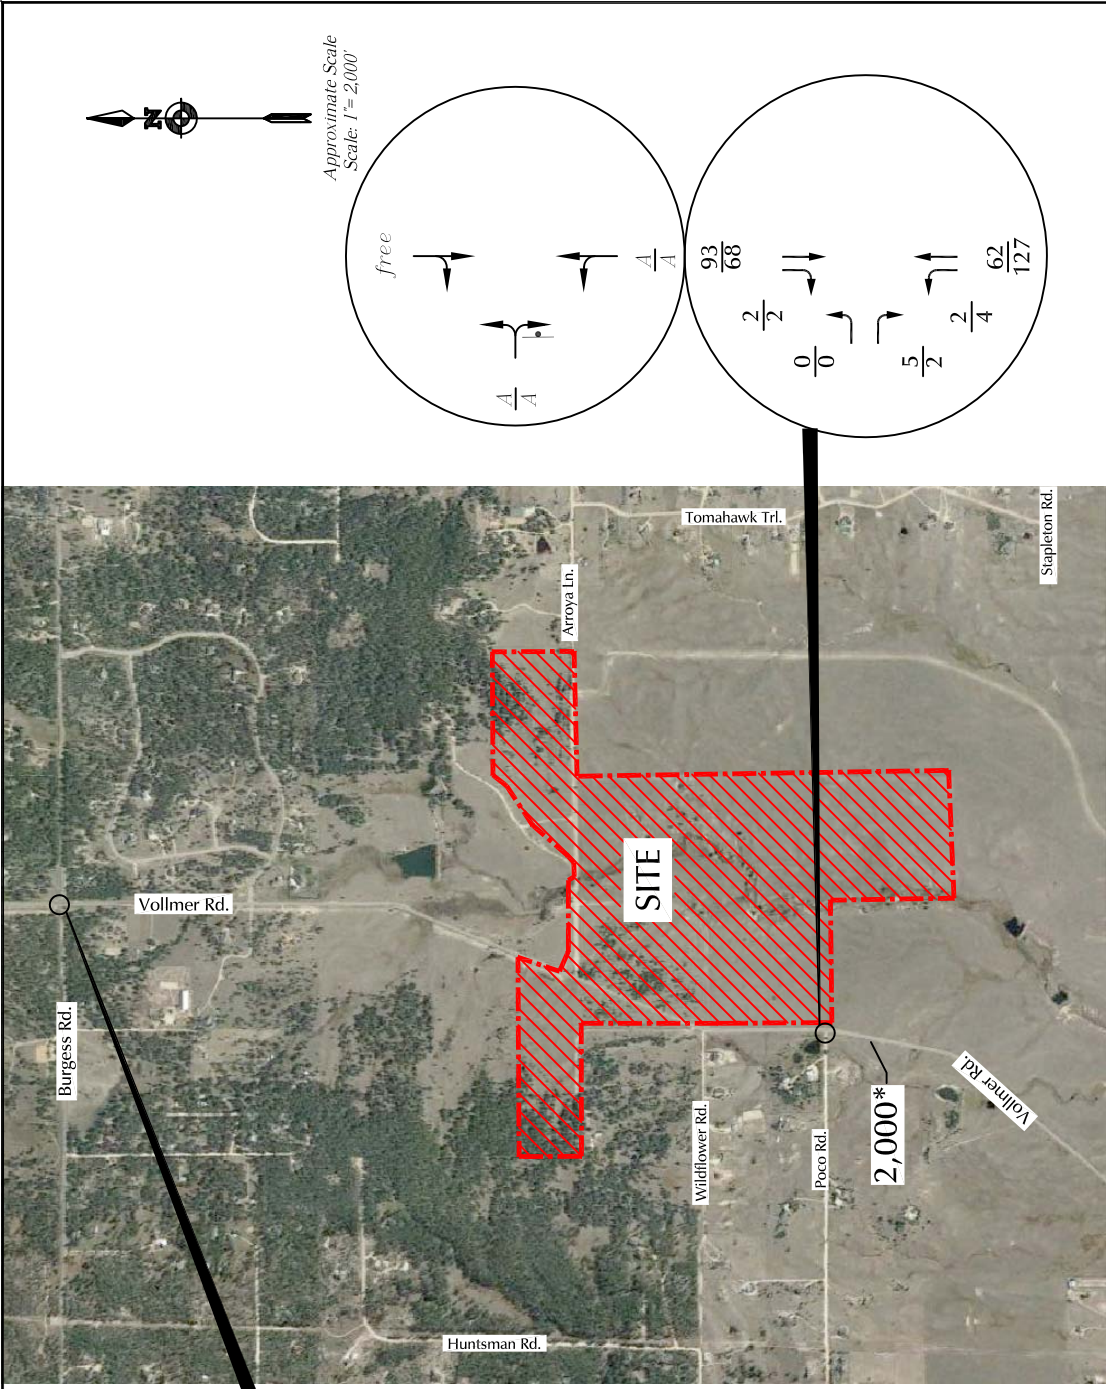 N
Approximate Scale
Scale: 1"= 2,000'
free
A
A
A
A
93
68
2
2
0
0
5
2
2
4
62
127
Tomahawk Trl.
Stapleton Rd.
Arroya Ln.
SITE
Vollmer Rd.
Burgess Rd.
Wildflower Rd.
Poco Rd.
2,000*
Vollmer Rd.
Huntsman Rd.